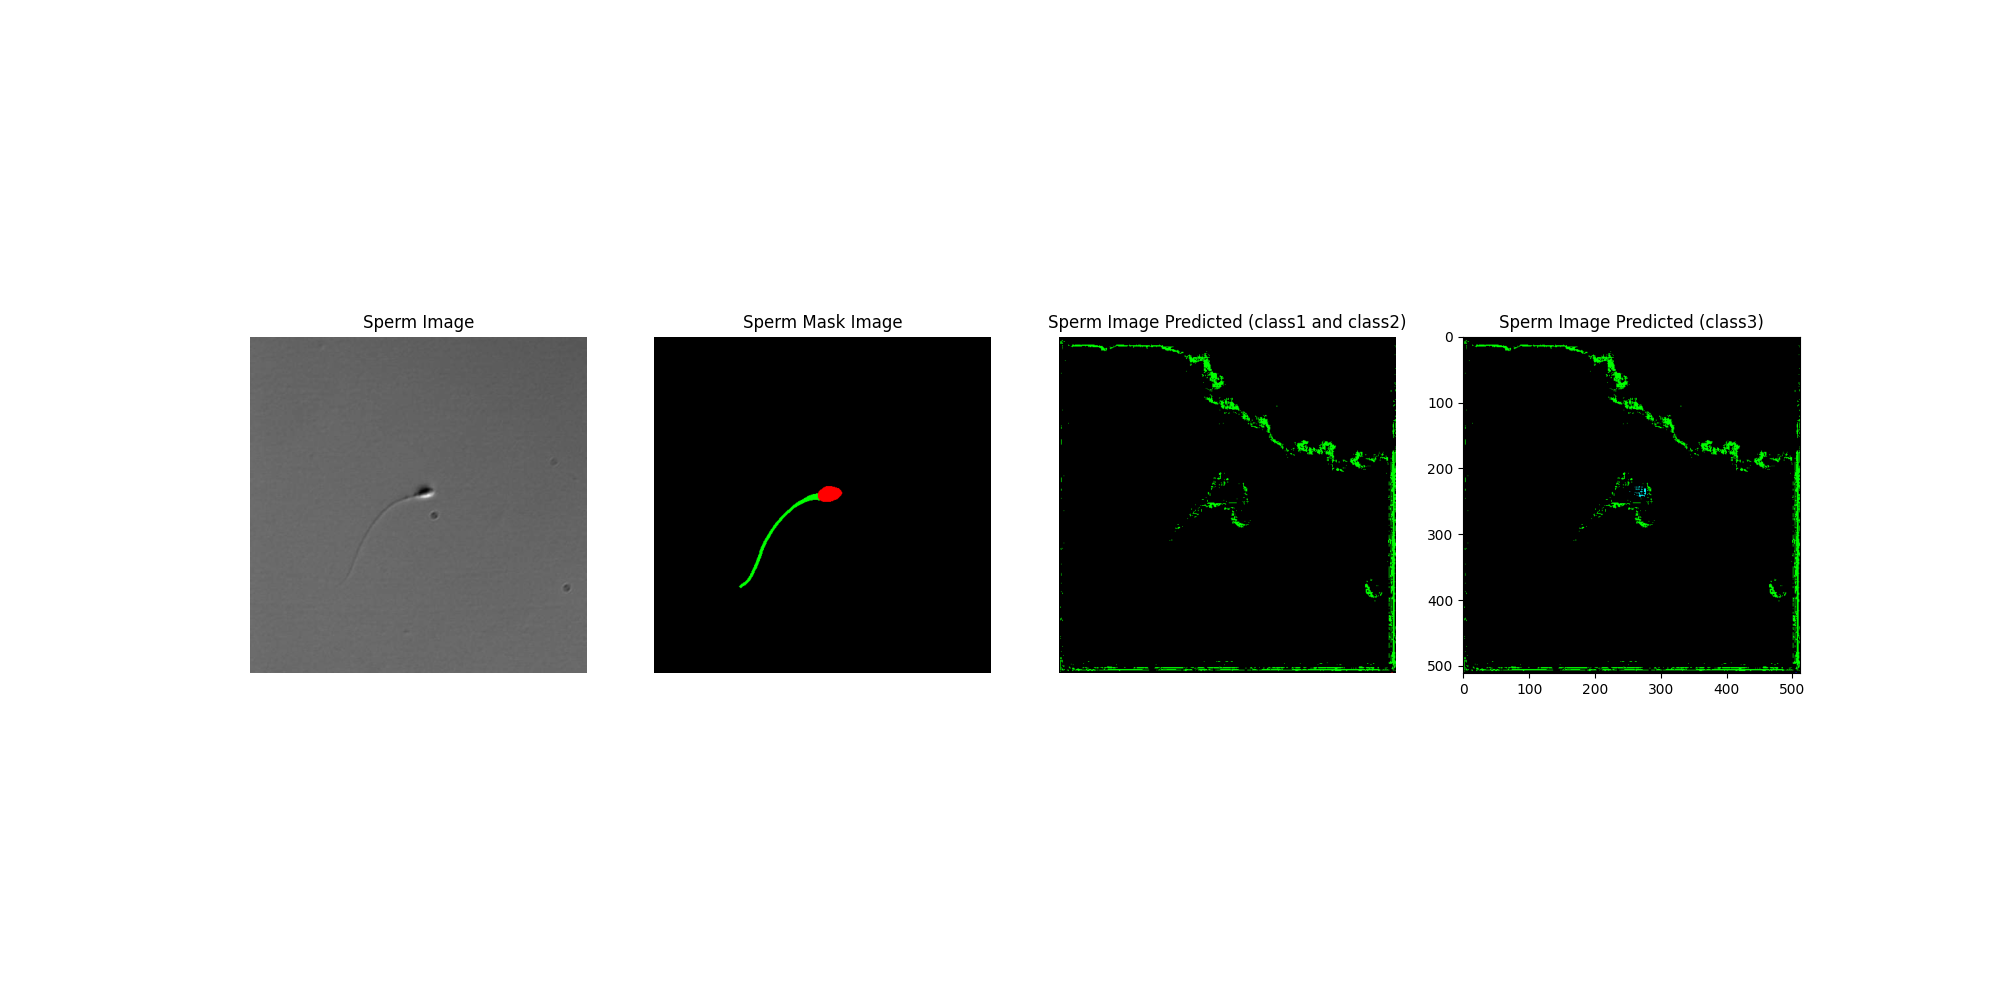 Sperm Image
Sperm Mask Image
Sperm Image Predicted (class1 and class2)
Sperm Image Predicted (class3)
0
100
200
300
400
500
0 100 200 300 400 500